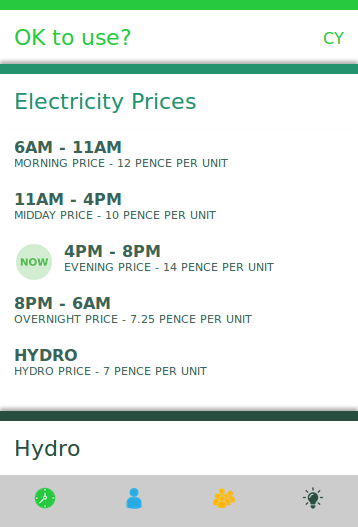 OK to use?
CY
Electricity Prices
6AM - 11AM
MORNING PRICE - 12 PENCE PER UNIT
11AM - 4PM
MIDDAY PRICE - 10 PENCE PER UNIT
NOW
4PM - 8PM
EVENING PRICE - 14 PENCE PER UNIT
8PM - 6AM
OVERNIGHT PRICE - 7.25 PENCE PER UNIT
HYDRO
HYDRO PRICE - 7 PENCE PER UNIT
Hydro